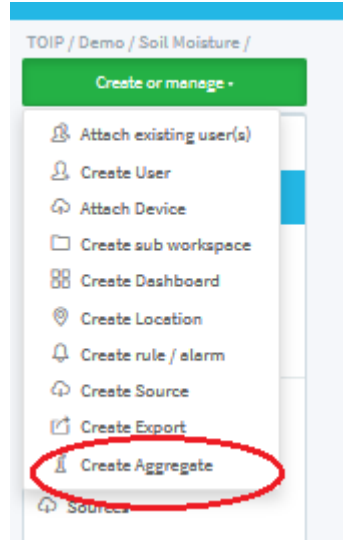 TOIP / Demo / Soil Moisture /
Create or manage
Attach existing user(s)
Create User
Attach Device
Create sub workspace
Create Dashboard
Create Location
Create rule / alarm
Create Source
Create Export
Create Aggregate
Sources